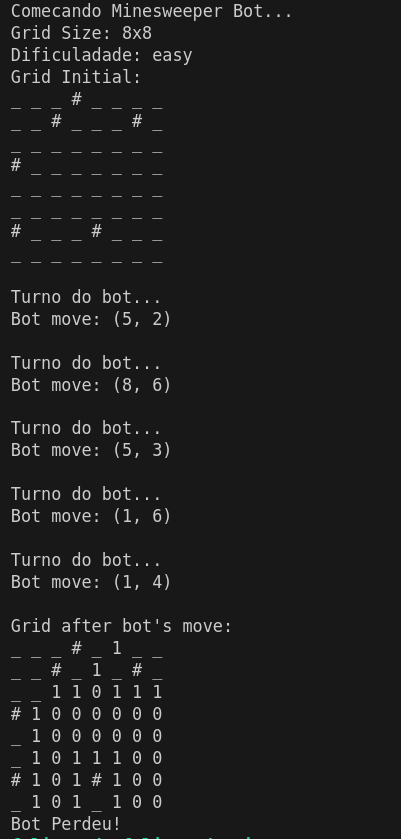 Comecando Minesweeper Bot...
Grid Size: 8x8
Dificuladade: easy
Grid Initial:
_ _ _ # _ _ _ _
_ _ # _ _ _ # _
_ _ _ _ _ _ _ _
# _ _ _ _ _ _ _
_ _ _ _ _ _ _ _
_ _ _ _ _ _ _ _
# _ _ _ # _ _ _
_ _ _ _ _ _ _ _
Turno do bot...
Bot move: (5, 2)
Turno do bot...
Bot move: (8, 6)
Turno do bot...
Bot move: (5, 3)
Turno do bot...
Bot move: (1, 6)
Turno do bot...
Bot move: (1, 4)
Grid after bot's move:
_ _ _ # _ 1 _ _
_ _ # _ 1 _ # _
_ _ 1 1 0 1 1 1
# 1 0 0 0 0 0 0
_ 1 0 0 0 0 0 0
_ 1 0 1 1 1 0 0
# 1 0 1 # 1 0 0
_ 1 0 1 _ 1 0 0
Bot Perdeu!